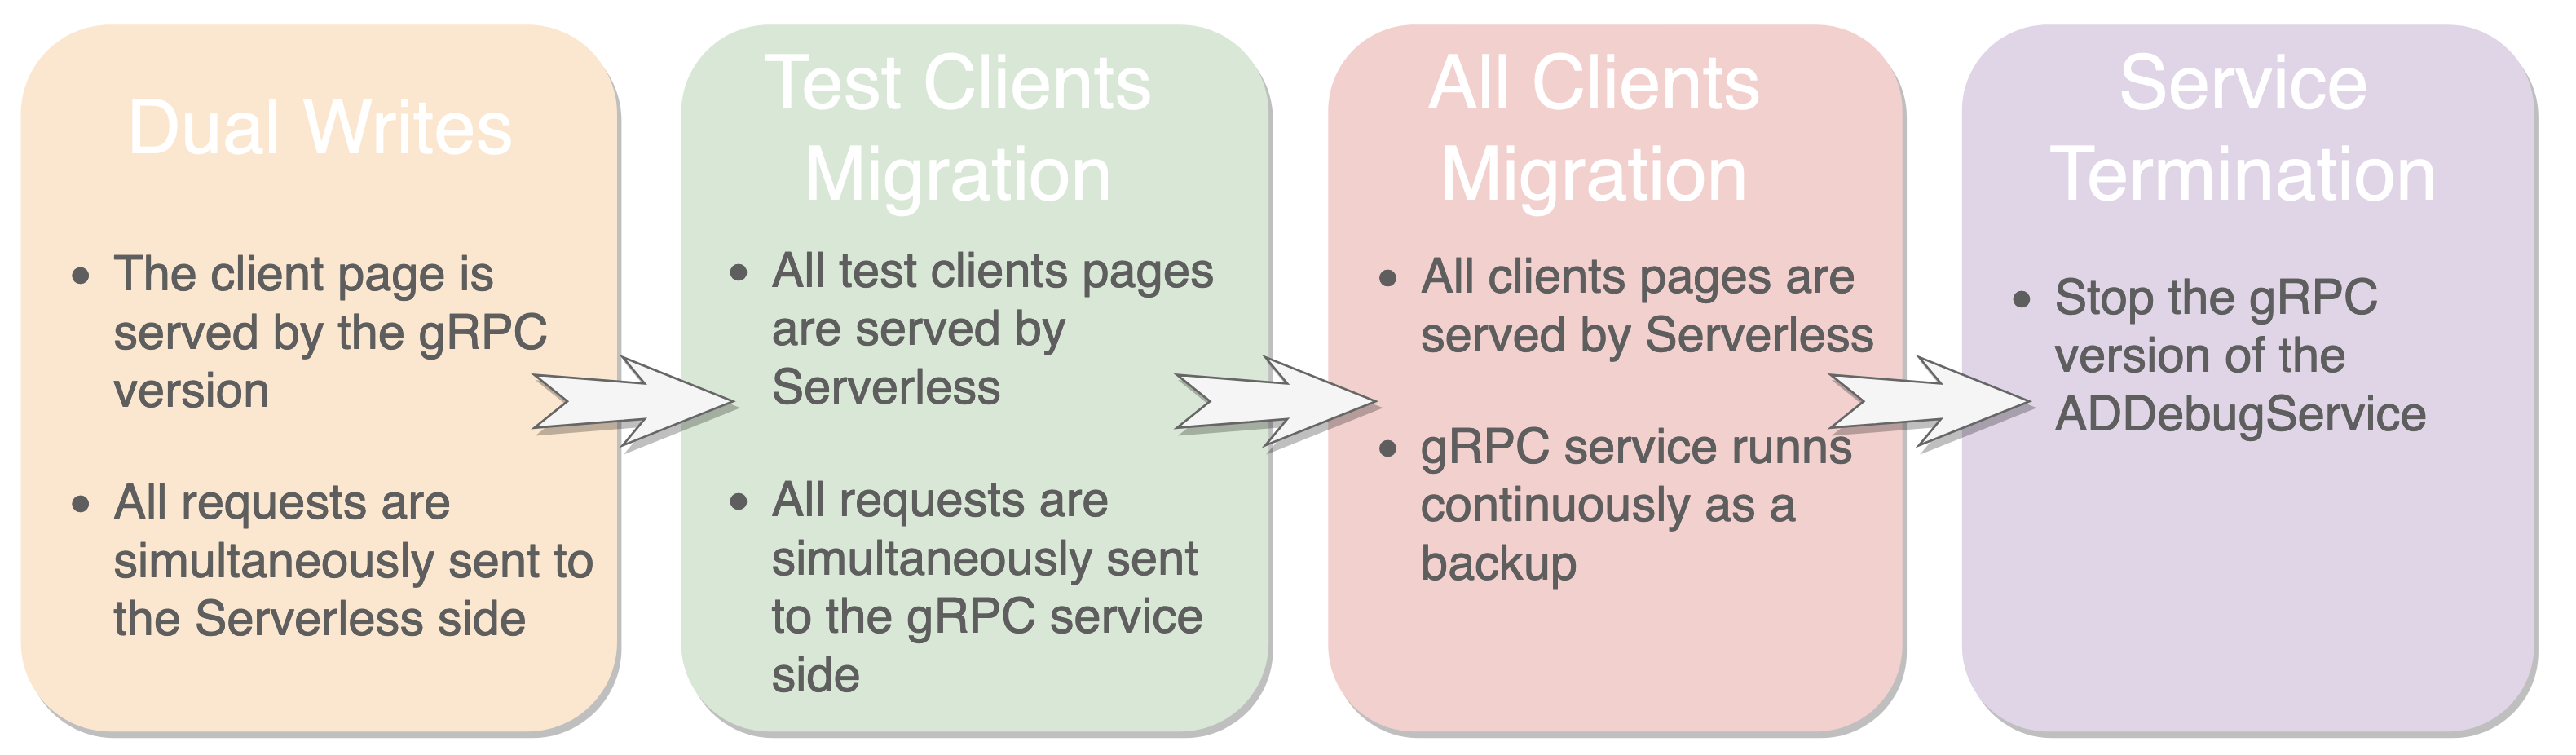 Dual Writes
• The client page is
served by the gRPC
version
• All requests are
simultaneously sent to
the Serverless side
Test Clients
Migration
• All test clients pages
are served by
Serverless
• All requests are
simultaneously sent
to the gRPC service
side
All Clients
Migration
• All clients pages are
served by Serverless
• gRPC service runns
continuously as a
backup
Service
Termination
• Stop the gRPC
version of the
ADDebugService